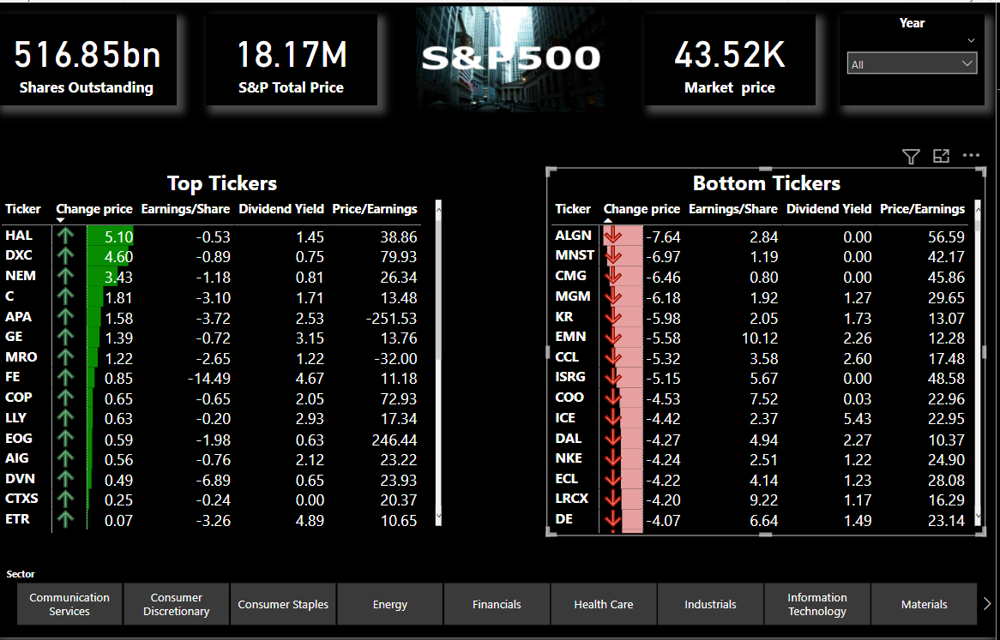 516.85bn
Shares Outstanding
18.17M
S&P Total Price
S&P500
43.52K
Market price
Year
All
Top Tickers
Ticker Change price Earnings/Share Dividend Yield Price/Earnings
HAL 5.10 -0.53 1.45 38.86
DXC 4.60 -0.89 0.75 79.93
NEM 3.43 -1.18 0.81 26.34
C 1.81 -3.10 1.71 13.48
APA 1.58 -3.72 2.53 -251.53
GE 1.39 -0.72 3.15 13.76
MRO 1.22 -2.65 1.22 -32.00
FE 0.85 -14.49 4.67 11.18
COP 0.65 -0.65 2.05 72.93
LLY 0.63 -0.20 2.93 17.34
EOG 0.59 -1.98 0.63 246.44
AIG 0.56 -0.76 2.12 23.22
DVN 0.49 -6.89 0.65 23.93
CTXS 0.25 -0.24 0.00 20.37
ETR 0.07 -3.26 4.89 10.65
Bottom Tickers
Ticker Change price Earnings/Share Dividend Yield Price/Earnings
ALGN -7.64 2.84 0.00 56.59
MNST -6.97 1.19 0.00 42.17
CMG -6.46 0.80 0.00 45.86
MGM -6.18 1.92 1.27 29.65
KR -5.98 2.05 1.73 13.07
EMN -5.58 10.12 2.26 12.28
CCL -5.32 3.58 2.60 17.48
ISRG -5.15 5.67 0.00 48.58
COO -4.53 7.52 0.03 22.96
ICE -4.42 2.37 5.43 22.95
DAL -4.27 4.94 2.27 10.37
NKE -4.24 2.51 1.22 24.90
ECL -4.22 4.14 1.23 28.08
LRCX -4.20 9.22 1.17 16.29
DE -4.07 6.64 1.49 23.14
Sector
Communication
Services
Consumer
Discretionary
Consumer Staples
Energy
Financials
Health Care
Industrials
Information
Technology
Materials